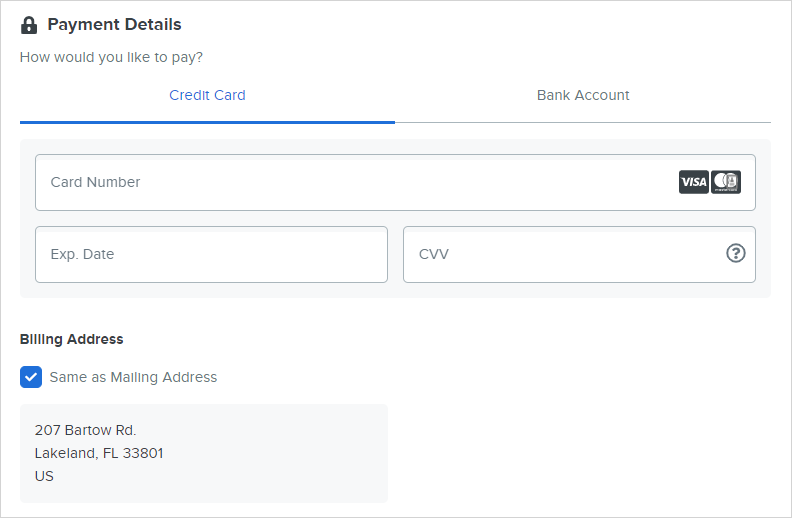 Payment Details
How would you like to pay?
Credit Card
Bank Account
Card Number
VISA
Exp. Date
CVV
?
Billing Address
Same as Mailing Address
207 Bartow Rd.
Lakeland, FL 33801
US